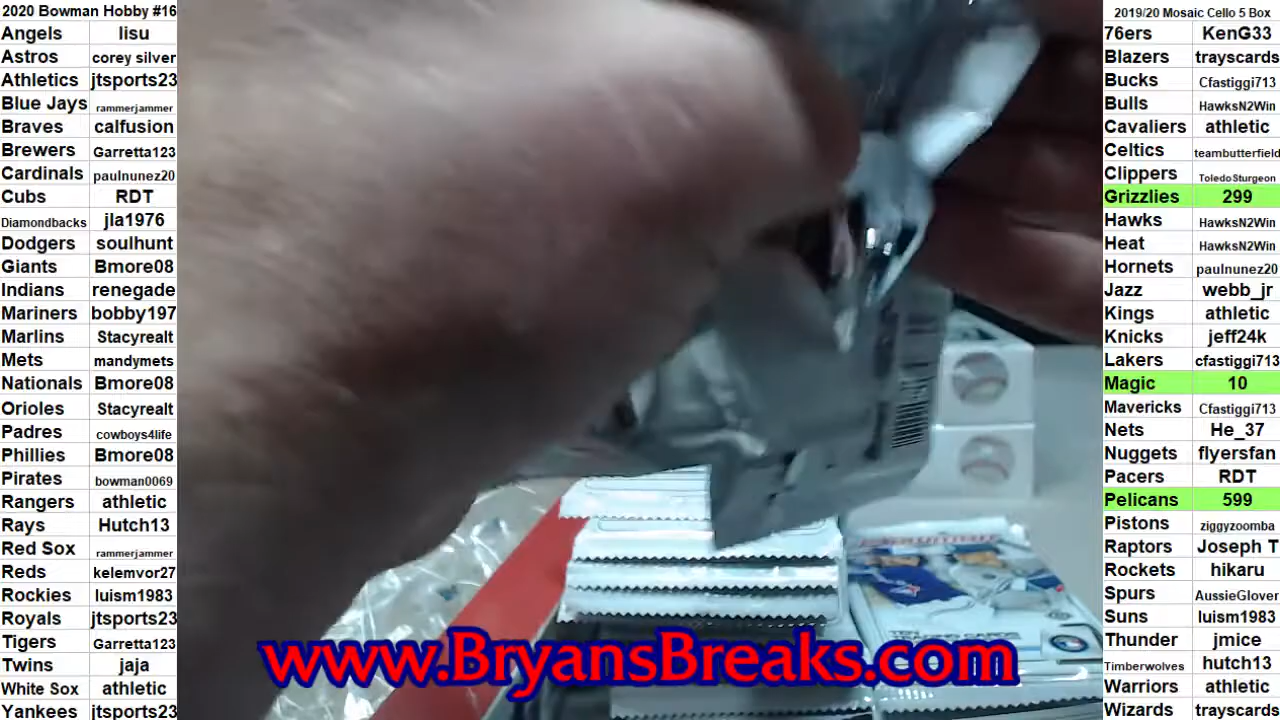 2020 Bowman Hobby #16
Angels lisu
Astros corey silver
Athletics jtsports23
Blue Jays rammerjammer
Braves calfusion
Brewers Garretta123
Cardinals paulnunez20
Cubs RDT
Diamondbacks jla1976
Dodgers soulhunt
Giants Bmore08
Indians renegade
Mariners bobby197
Marlins Stacyrealt
Mets mandymets
Nationals Bmore08
Orioles Stacyrealt
Padres cowboys4life
Phillies Bmore08
Pirates bowman0069
Rangers athletic
Rays Hutch13
Red Sox rammerjammer
Reds kelemvor27
Rockies luism1983
Royals jtsports23
Tigers Garretta123
Twins jaja
White Sox athletic
Yankees jtsports23
TEN
TRADING CARDS
www.BryansBreaks.com
2019/20 Mosaic Cello 5 Box
76ers KenG33
Blazers trayscards
Bucks Cfastiggi713
Bulls HawksN2Win
Cavaliers athletic
Celtics teambutterfield
Clippers ToledoSturgeon
Grizzlies 299
Hawks HawksN2Win
Heat HawksN2Win
Hornets paulnunez20
Jazz webb_jr
Kings athletic
Knicks jeff24k
Lakers cfastiggi713
Magic 10
Mavericks Cfastiggi713
Nets He_37
Nuggets flyersfan
Pacers RDT
Pelicans 599
Pistons ziggyzoomba
Raptors Joseph T
Rockets hikaru
Spurs AussieGlover
Suns luism1983
Thunder jmice
Timberwolves hutch13
Warriors athletic
Wizards trayscards